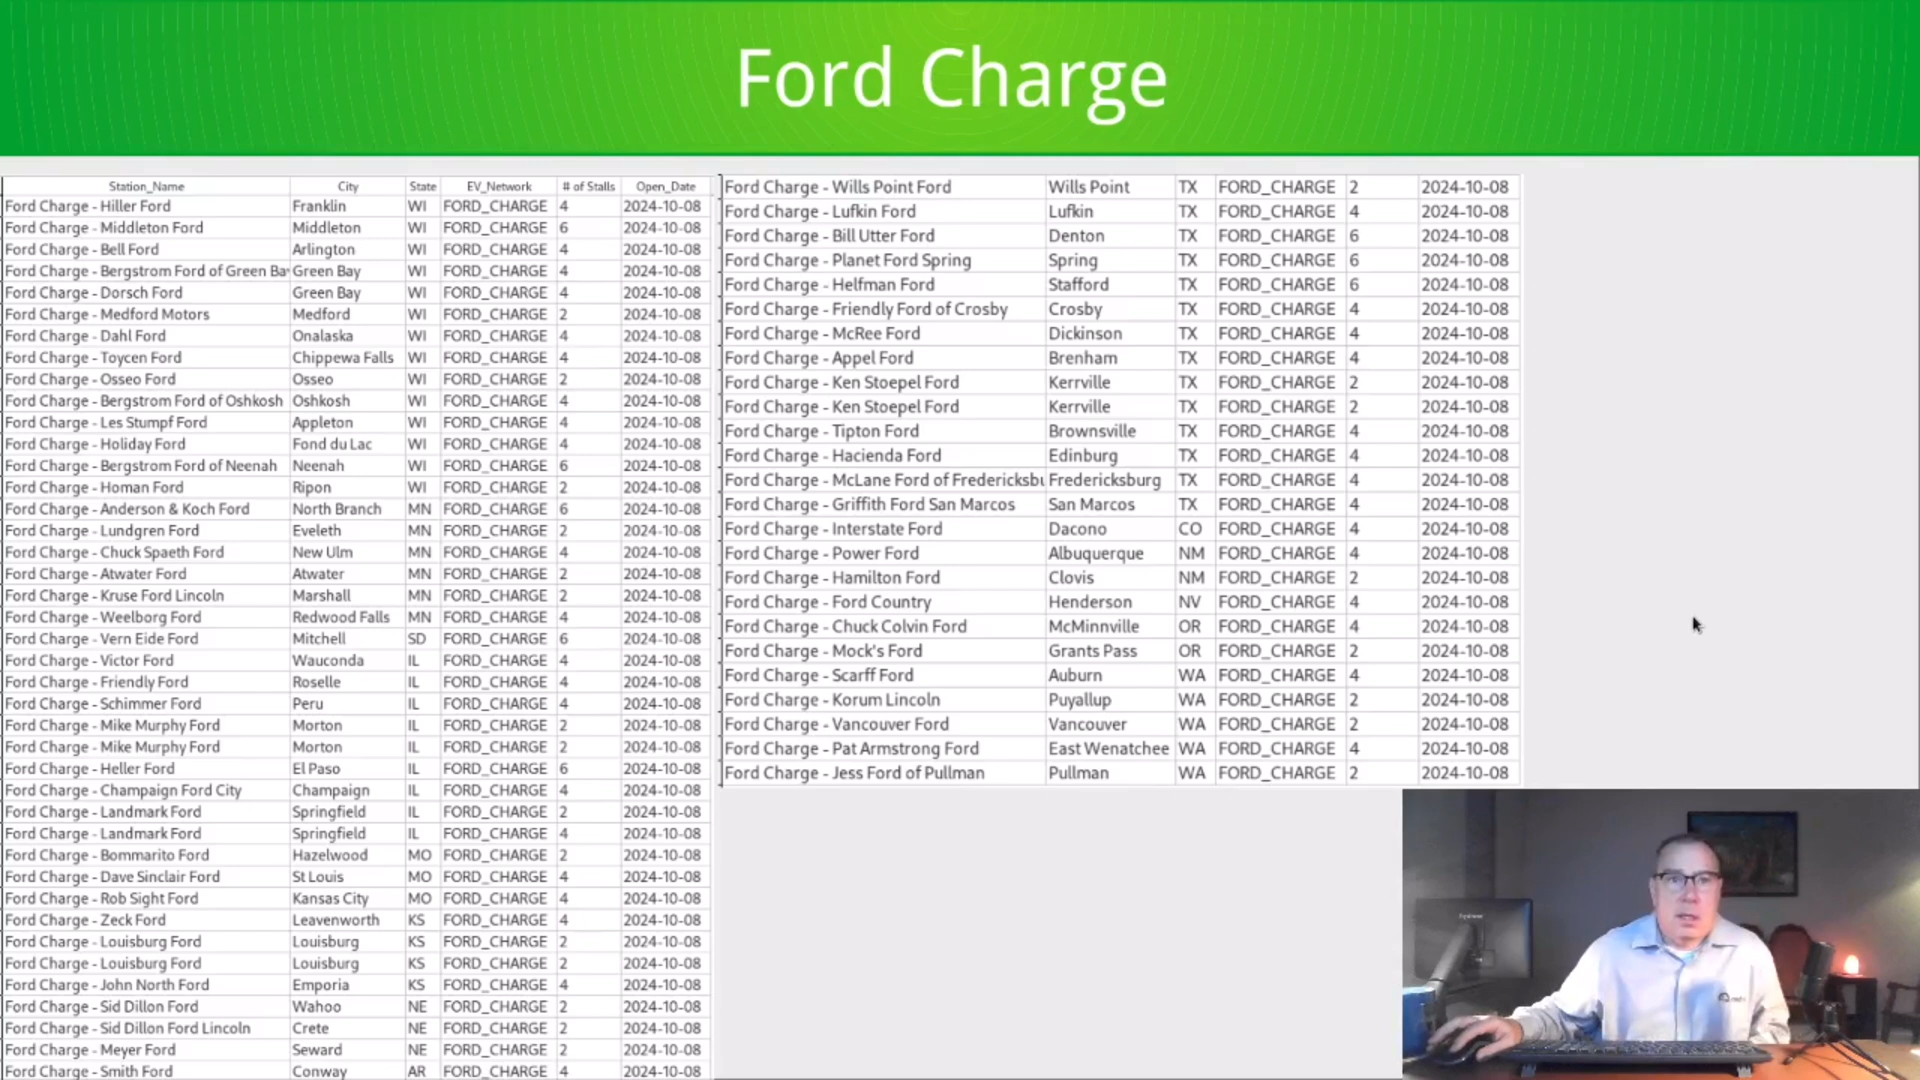 Ford Charge
Station_Name City State EV_Network # of Stalls Open_Date
Ford Charge - Hiller Ford Franklin WI FORD_CHARGE 4 2024-10-08
Ford Charge - Middleton Ford Middleton WI FORD_CHARGE 6 2024-10-08
Ford Charge - Bell Ford Arlington WI FORD_CHARGE 4 2024-10-08
Ford Charge - Bergstrom Ford of Green Bay Green Bay WI FORD_CHARGE 4 2024-10-08
Ford Charge - Dorsch Ford Green Bay WI FORD_CHARGE 4 2024-10-08
Ford Charge - Medford Motors Medford WI FORD_CHARGE 2 2024-10-08
Ford Charge - Dahl Ford Onalaska WI FORD_CHARGE 4 2024-10-08
Ford Charge - Toycen Ford Chippewa Falls WI FORD_CHARGE 4 2024-10-08
Ford Charge - Osseo Ford Osseo WI FORD_CHARGE 2 2024-10-08
Ford Charge - Bergstrom Ford of Oshkosh Oshkosh WI FORD_CHARGE 4 2024-10-08
Ford Charge - Les Stumpf Ford Appleton WI FORD_CHARGE 4 2024-10-08
Ford Charge - Holiday Ford Fond du Lac WI FORD_CHARGE 4 2024-10-08
Ford Charge - Bergstrom Ford of Neenah Neenah WI FORD_CHARGE 6 2024-10-08
Ford Charge - Homan Ford Ripon WI FORD_CHARGE 2 2024-10-08
Ford Charge - Anderson & Koch Ford North Branch MN FORD_CHARGE 6 2024-10-08
Ford Charge - Lundgren Ford Eveleth MN FORD_CHARGE 2 2024-10-08
Ford Charge - Chuck Spaeth Ford New Ulm MN FORD_CHARGE 4 2024-10-08
Ford Charge - Atwater Ford Atwater MN FORD_CHARGE 2 2024-10-08
Ford Charge - Kruse Ford Lincoln Marshall MN FORD_CHARGE 2 2024-10-08
Ford Charge - Weelborg Ford Redwood Falls MN FORD_CHARGE 4 2024-10-08
Ford Charge - Vern Eide Ford Mitchell SD FORD_CHARGE 6 2024-10-08
Ford Charge - Victor Ford Wauconda IL FORD_CHARGE 4 2024-10-08
Ford Charge - Friendly Ford Roselle IL FORD_CHARGE 4 2024-10-08
Ford Charge - Schimmer Ford Peru IL FORD_CHARGE 4 2024-10-08
Ford Charge - Mike Murphy Ford Morton IL FORD_CHARGE 2 2024-10-08
Ford Charge - Mike Murphy Ford Morton IL FORD_CHARGE 2 2024-10-08
Ford Charge - Heller Ford El Paso IL FORD_CHARGE 6 2024-10-08
Ford Charge - Champaign Ford City Champaign IL FORD_CHARGE 4 2024-10-08
Ford Charge - Landmark Ford Springfield IL FORD_CHARGE 2 2024-10-08
Ford Charge - Landmark Ford Springfield IL FORD_CHARGE 4 2024-10-08
Ford Charge - Bommarito Ford Hazelwood MO FORD_CHARGE 2 2024-10-08
Ford Charge - Dave Sinclair Ford St Louis MO FORD_CHARGE 4 2024-10-08
Ford Charge - Rob Sight Ford Kansas City MO FORD_CHARGE 4 2024-10-08
Ford Charge - Zeck Ford Leavenworth KS FORD_CHARGE 4 2024-10-08
Ford Charge - Louisburg Ford Louisburg KS FORD_CHARGE 2 2024-10-08
Ford Charge - Louisburg Ford Louisburg KS FORD_CHARGE 2 2024-10-08
Ford Charge - John North Ford Emporia KS FORD_CHARGE 4 2024-10-08
Ford Charge - Sid Dillon Ford Wahoo NE FORD_CHARGE 2 2024-10-08
Ford Charge - Sid Dillon Ford Lincoln Crete NE FORD_CHARGE 2 2024-10-08
Ford Charge - Meyer Ford Seward NE FORD_CHARGE 2 2024-10-08
Ford Charge - Smith Ford Conway AR FORD_CHARGE 4 2024-10-08
Ford Charge - Wills Point Ford Wills Point TX FORD_CHARGE 2 2024-10-08
Ford Charge - Lufkin Ford Lufkin TX FORD_CHARGE 4 2024-10-08
Ford Charge - Bill Utter Ford Denton TX FORD_CHARGE 6 2024-10-08
Ford Charge - Planet Ford Spring Spring TX FORD_CHARGE 6 2024-10-08
Ford Charge - Helfman Ford Stafford TX FORD_CHARGE 6 2024-10-08
Ford Charge - Friendly Ford of Crosby Crosby TX FORD_CHARGE 4 2024-10-08
Ford Charge - McRee Ford Dickinson TX FORD_CHARGE 4 2024-10-08
Ford Charge - Appel Ford Brenham TX FORD_CHARGE 4 2024-10-08
Ford Charge - Ken Stoepel Ford Kerrville TX FORD_CHARGE 2 2024-10-08
Ford Charge - Ken Stoepel Ford Kerrville TX FORD_CHARGE 2 2024-10-08
Ford Charge - Tipton Ford Brownsville TX FORD_CHARGE 4 2024-10-08
Ford Charge - Hacienda Ford Edinburg TX FORD_CHARGE 4 2024-10-08
Ford Charge - McLane Ford of Fredericksbu Fredericksburg TX FORD_CHARGE 4 2024-10-08
Ford Charge - Griffith Ford San Marcos San Marcos TX FORD_CHARGE 4 2024-10-08
Ford Charge - Interstate Ford Dacono CO FORD_CHARGE 4 2024-10-08
Ford Charge - Power Ford Albuquerque NM FORD_CHARGE 4 2024-10-08
Ford Charge - Hamilton Ford Clovis NM FORD_CHARGE 2 2024-10-08
Ford Charge - Ford Country Henderson NV FORD_CHARGE 4 2024-10-08
Ford Charge - Chuck Colvin Ford McMinnville OR FORD_CHARGE 4 2024-10-08
Ford Charge - Mock's Ford Grants Pass OR FORD_CHARGE 2 2024-10-08
Ford Charge - Scarff Ford Auburn WA FORD_CHARGE 4 2024-10-08
Ford Charge - Korum Lincoln Puyallup WA FORD_CHARGE 2 2024-10-08
Ford Charge - Vancouver Ford Vancouver WA FORD_CHARGE 2 2024-10-08
Ford Charge - Pat Armstrong Ford East Wenatchee WA FORD_CHARGE 4 2024-10-08
Ford Charge - Jess Ford of Pullman Pullman WA FORD_CHARGE 2 2024-10-08